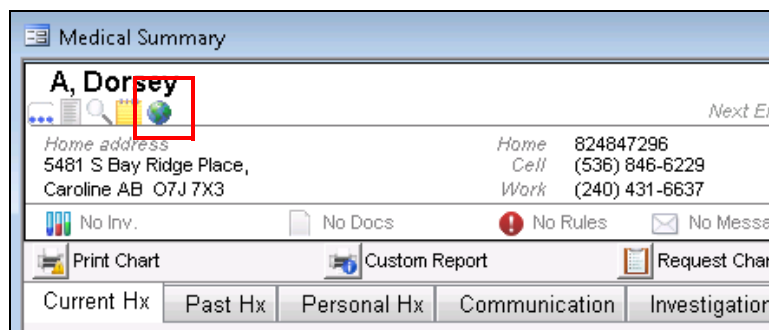 Medical Summary
A, Dorsey
Next E
Home address
Home 824847296
5481 S Bay Ridge Place,
Cell (536) 846-6229
Caroline AB O7J 7X3
Work (240) 431-6637
No Inv. No Docs No Rules No Messa
Print Chart Custom Report Request Char
Current Hx Past Hx Personal Hx Communication Investigation